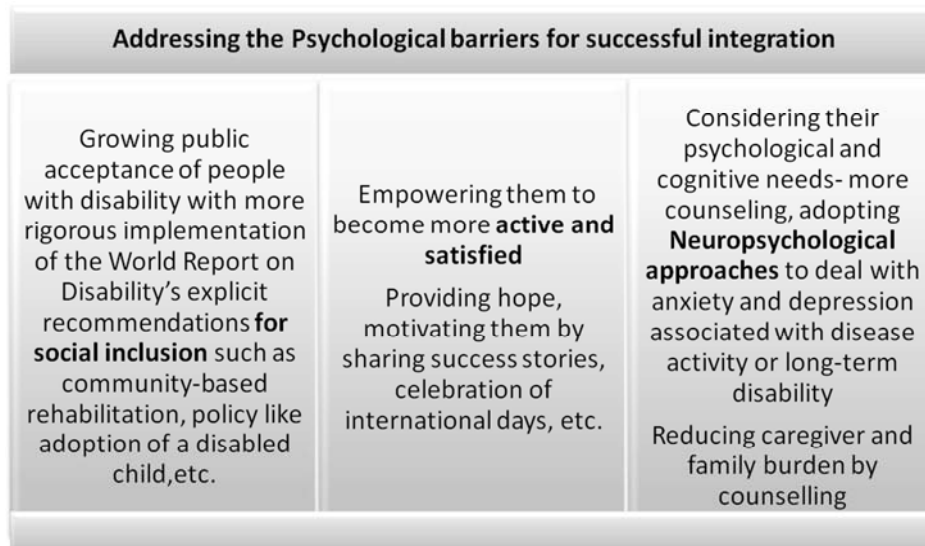 Addressing the Psychological barriers for successful integration
Growing public
acceptance of people
with disability with more
rigorous implementation
of the World Report on
Disability's explicit
recommendations for
social inclusion such as
community-based
rehabilitation, policy like
adoption of a disabled
child,etc.
Empowering them to
become more active and
satisfied
Providing hope,
motivating them by
sharing success stories,
celebration of
international days, etc.
Considering their
psychological and
cognitive needs- more
counseling, adopting
Neuropsychological
approaches to deal with
anxiety and depression
associated with disease
activity or long-term
disability
Reducing caregiver and
family burden by
counselling